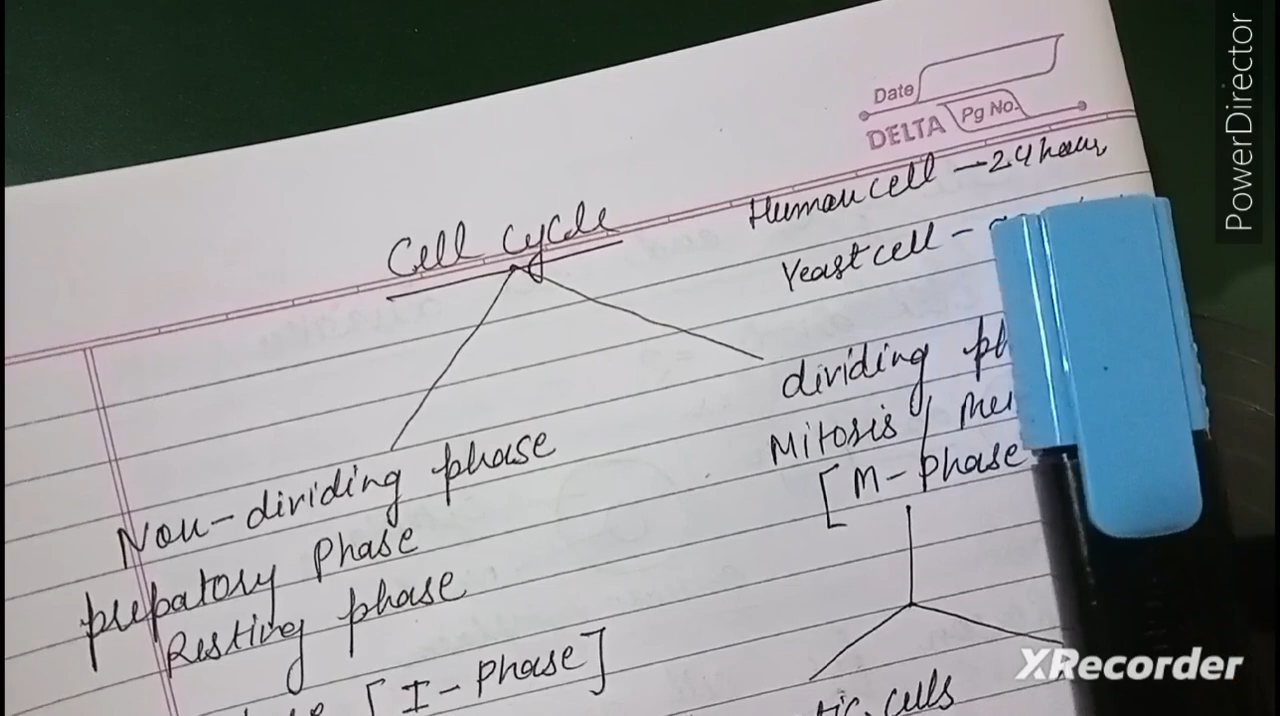 PowerDirector
Date
Pg No.
DELTA
Human cell - 24 hour
Cell cycle
Yeast cell -
dividing
Mitosis /
[M-phase
Non-dividing phase
prepatory Phase
Resting phase
[I-Phase]
cells
XRecorder